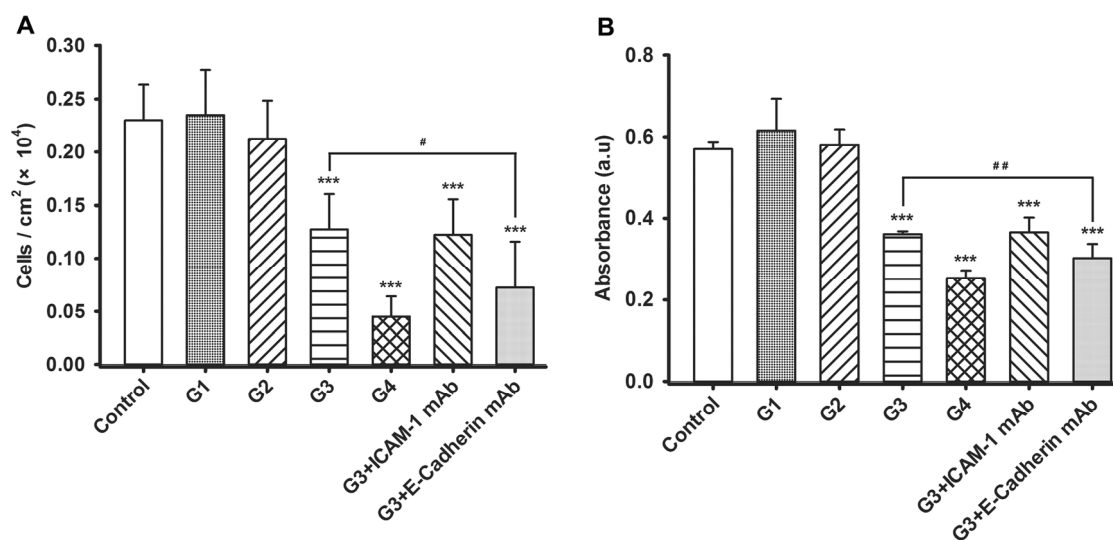 A
Cells / cm² (× 10⁴)
0.30
0.25
0.20
0.15
0.10
0.05
0.00
***
***
***
***
#
Control
G1
G2
G3
G4
G3+ICAM-1 mAb
G3+E-Cadherin mAb
B
Absorbance (a.u)
0.8
0.6
0.4
0.2
0.0
***
***
***
***
##
Control
G1
G2
G3
G4
G3+ICAM-1 mAb
G3+E-Cadherin mAb